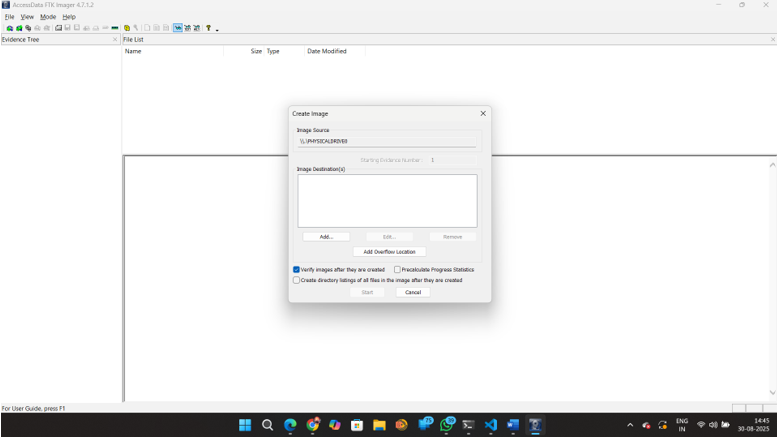 AccessData FTK Imager 4.7.1.2
File View Mode Help
Evidence Tree
File List
Name Size Type Date Modified
Create Image
Image Source
\\.\PHYSICALDRIVE0
Starting Evidence Number: 1
Image Destination(s)
Add... Edit... Remove
Add Overflow Location
Verify images after they are created Precalculate Progress Statistics
Create directory listings of all files in the image after they are created
Start Cancel
For User Guide, press F1
ENG
IN
14:45
30-08-2025